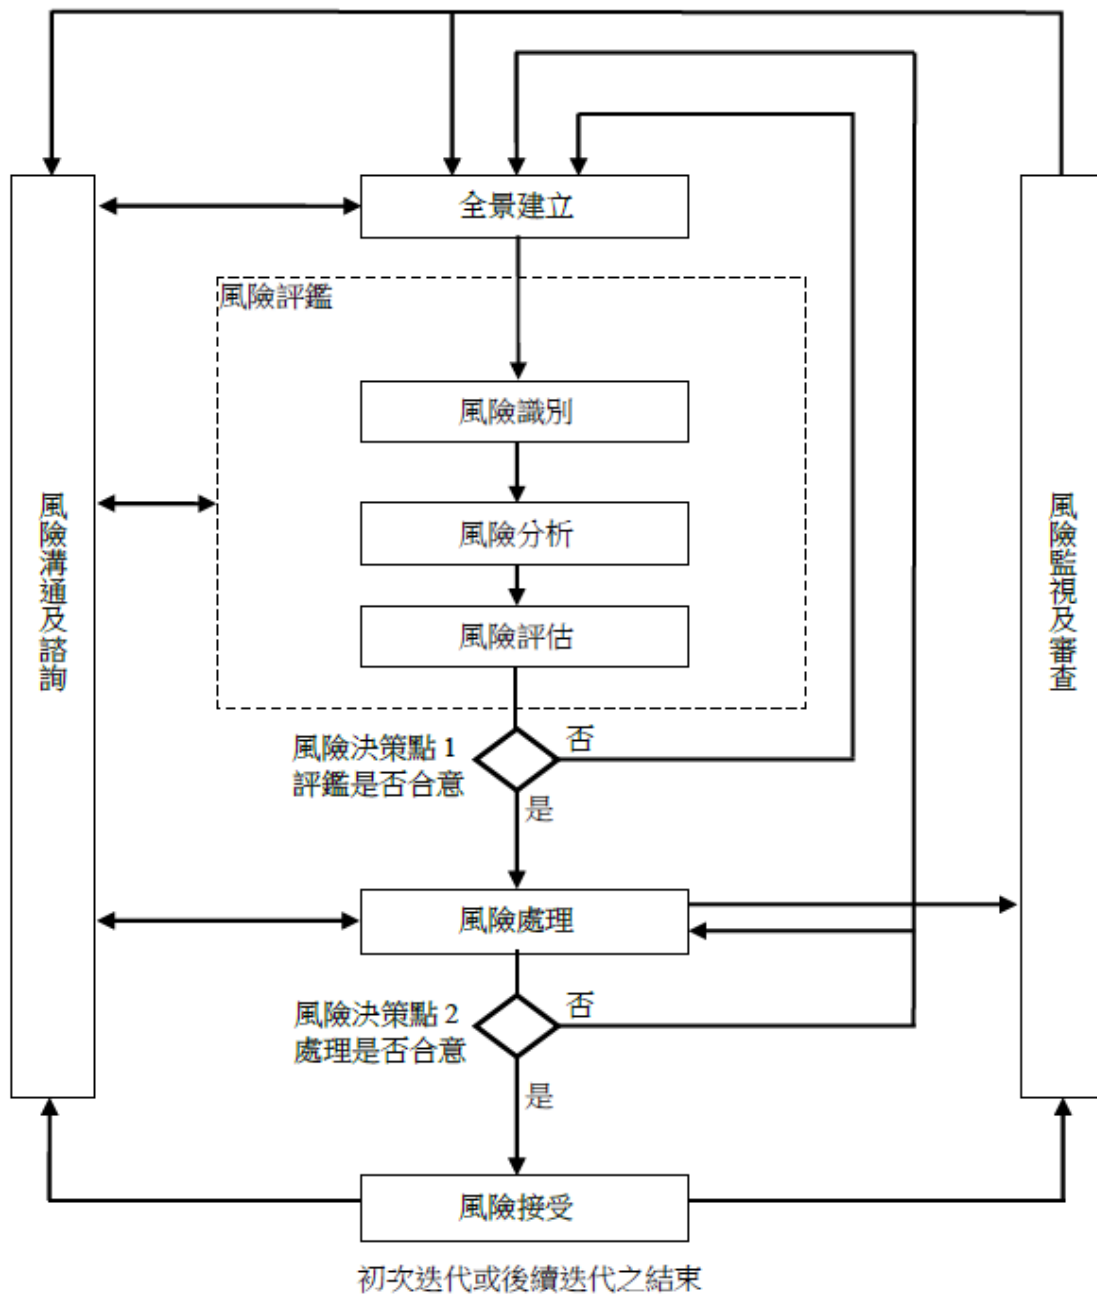 全景建立
風險評鑑
風險識別
風險分析
風險評估
風險溝通及諮詢
風險監視及審查
風險決策點 1
評鑑是否合意
否
是
風險處理
風險決策點 2
處理是否合意
否
是
風險接受
初次迭代或後續迭代之結束